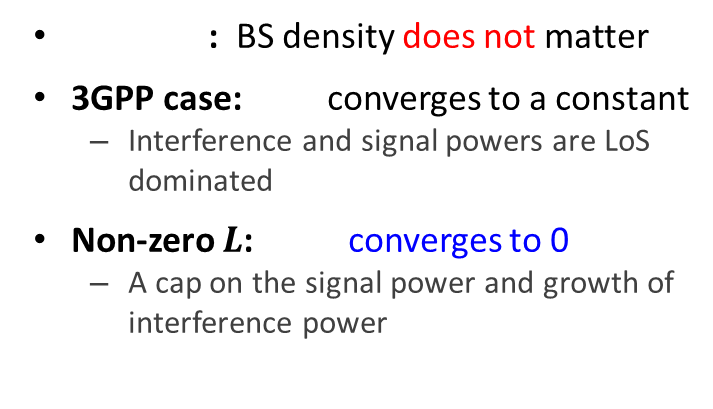 • : BS density does not matter
• 3GPP case: converges to a constant
– Interference and signal powers are LoS
dominated
• Non-zero L: converges to 0
– A cap on the signal power and growth of
interference power